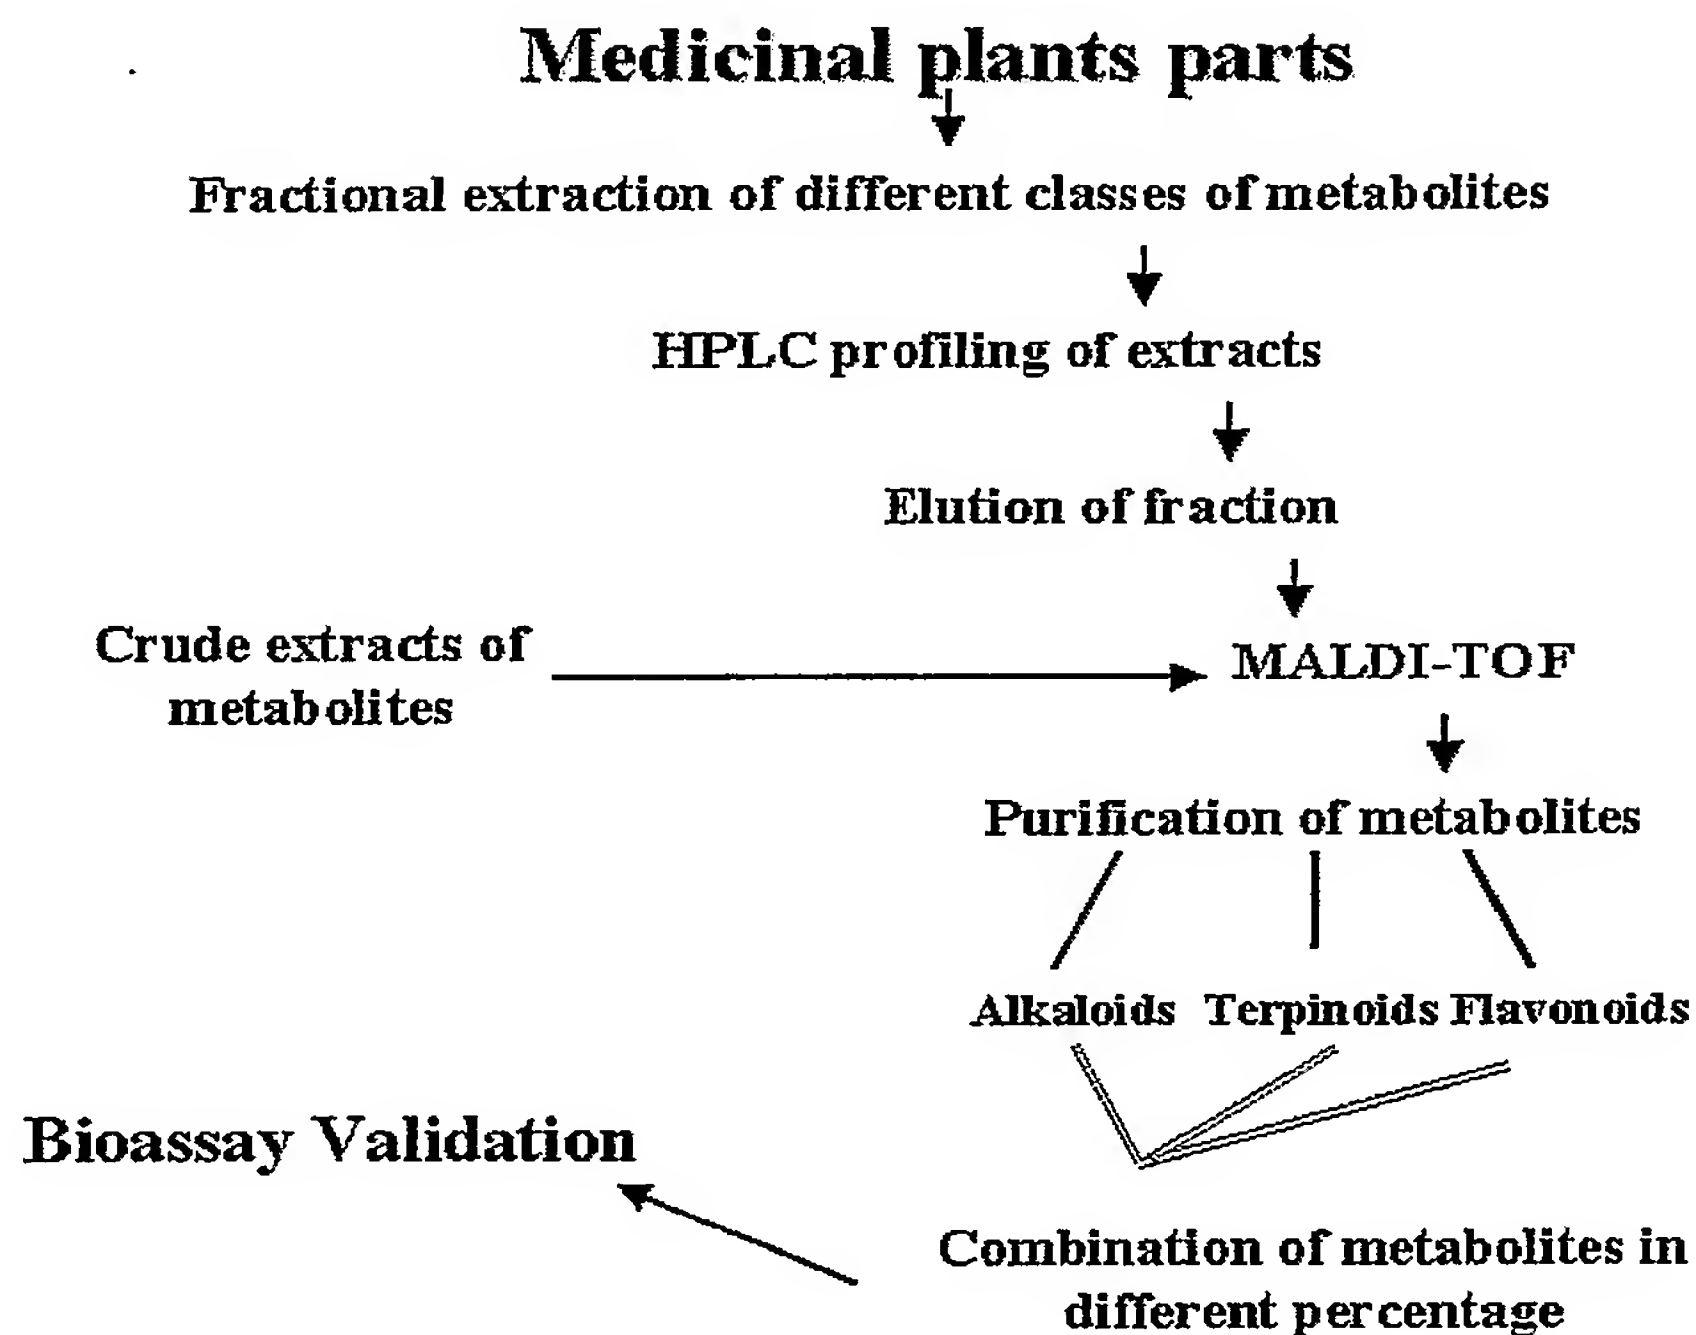 Medicinal plants parts
Fractional extraction of different classes of metabolites
HPLC profiling of extracts
Elution of fraction
Crude extracts of
metabolites
MALDI-TOF
Purification of metabolites
Alkaloids Terpinoids Flavonoids
Bioassay Validation
Combination of metabolites in
different percentage